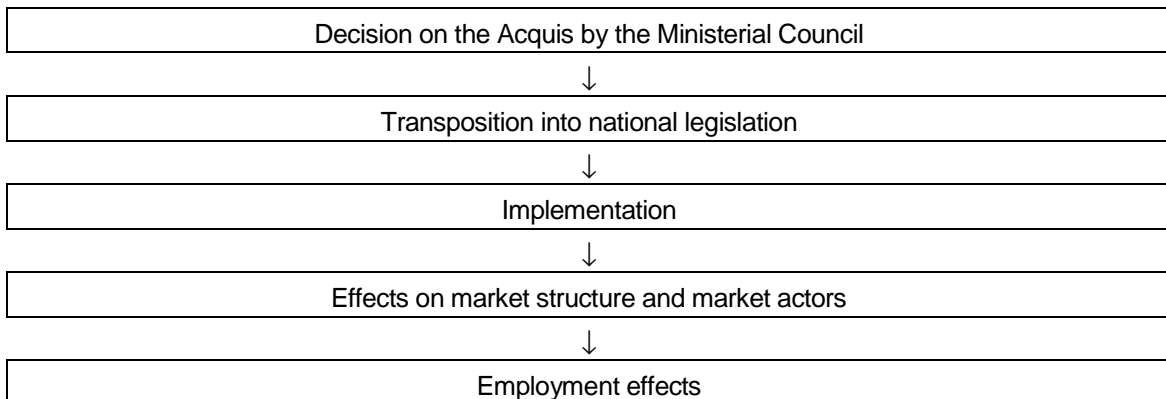 Decision on the Acquis by the Ministerial Council
↓
Transposition into national legislation
↓
Implementation
↓
Effects on market structure and market actors
↓
Employment effects